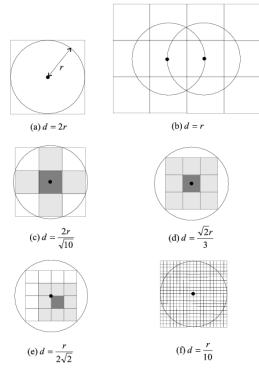 r
(a) d = 2r
(b) d = r
(c) d = 2r / √10
(d) d = √2r / 3
(e) d = r / 2√2
(f) d = r / 10